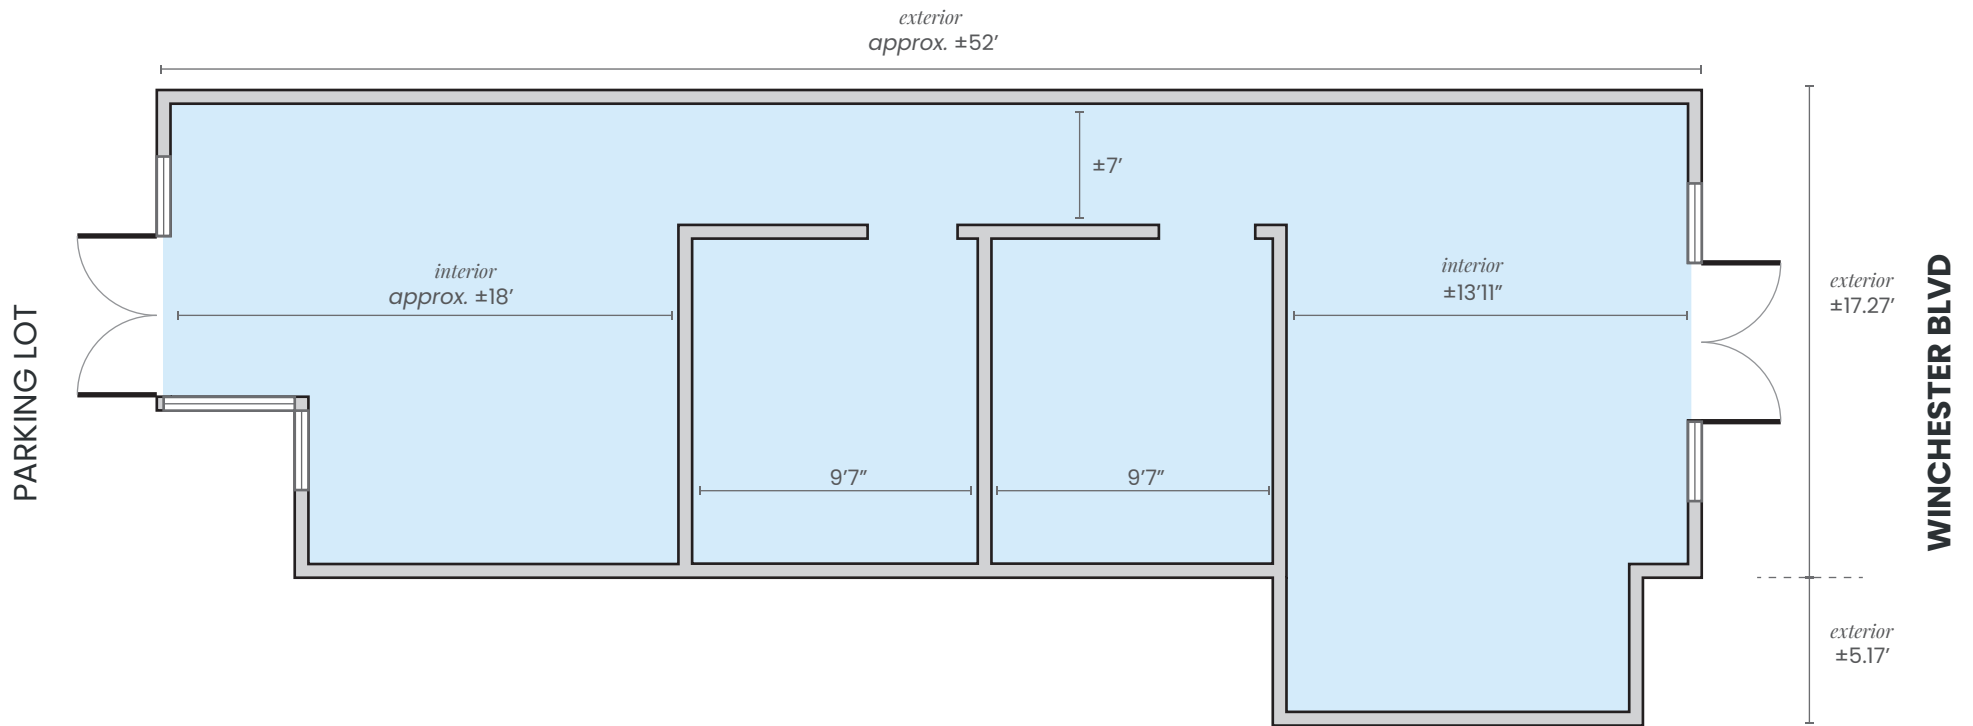 exterior
approx. ±52’
±7’
interior
approx. ±18’
interior
±13’11”
exterior
±17.27’
PARKING LOT
WINCHESTER BLVD
9’7”
9’7”
exterior
±5.17’